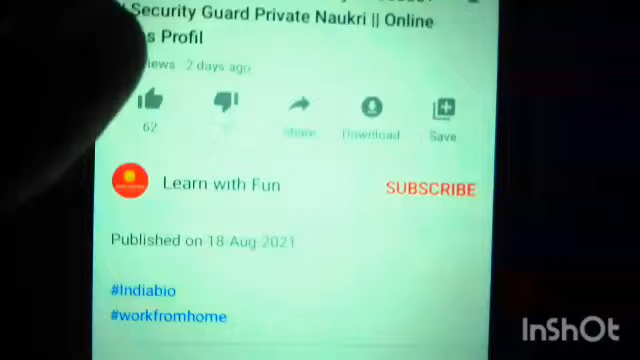 Security Guard Private Naukri || Online
Profil
2 days ago
62
Share
Download
Save
Learn with Fun
SUBSCRIBE
Published on 18 Aug 2021
#Indiabio
#workfromhome
InShOt